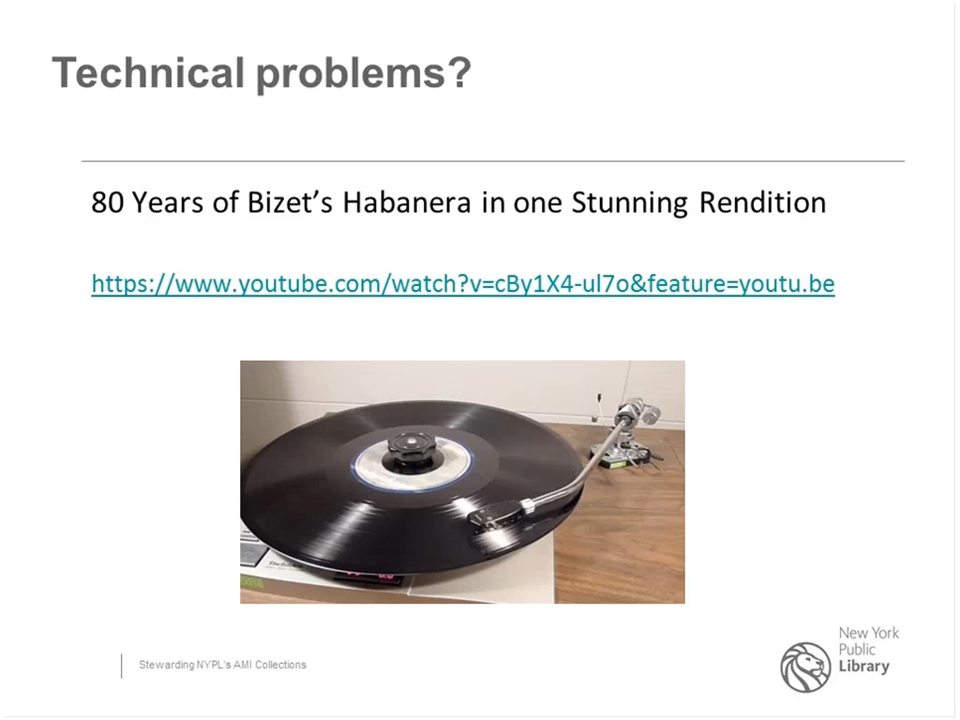 Technical problems?
80 Years of Bizet’s Habanera in one Stunning Rendition
https://www.youtube.com/watch?v=cBy1X4-ul7o&feature=youtu.be
Technics
Stewarding NYPL's AMI Collections
New York
Public
Library